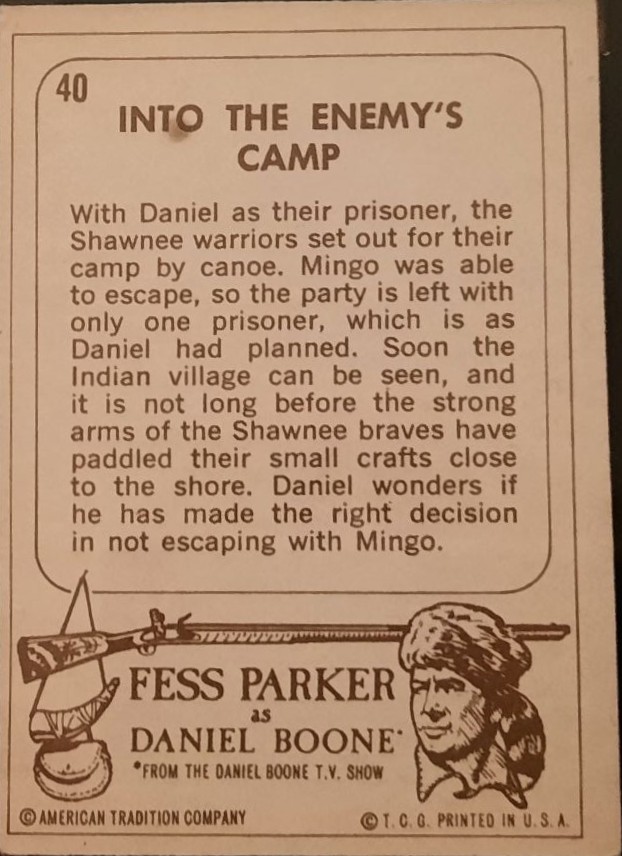 40
INTO THE ENEMY'S
CAMP
With Daniel as their prisoner, the
Shawnee warriors set out for their
camp by canoe. Mingo was able
to escape, so the party is left with
only one prisoner, which is as
Daniel had planned. Soon the
Indian village can be seen, and
it is not long before the strong
arms of the Shawnee braves have
paddled their small crafts close
to the shore. Daniel wonders if
he has made the right decision
in not escaping with Mingo.
FESS PARKER
as
DANIEL BOONE*
*FROM THE DANIEL BOONE T.V. SHOW
© AMERICAN TRADITION COMPANY
© T. C. G. PRINTED IN U. S. A.